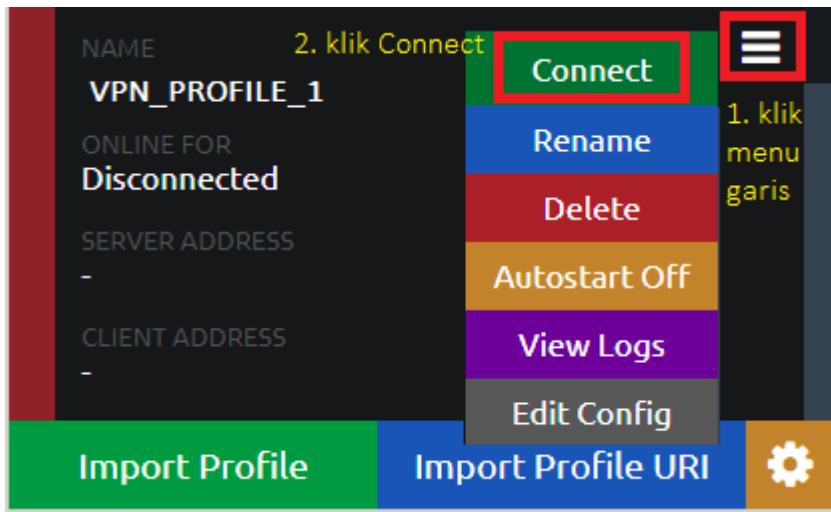 NAME
VPN_PROFILE_1
ONLINE FOR
Disconnected
SERVER ADDRESS
-
CLIENT ADDRESS
-
2. klik Connect
Connect
Rename
Delete
Autostart Off
View Logs
Edit Config
1. klik
menu
garis
Import Profile
Import Profile URI